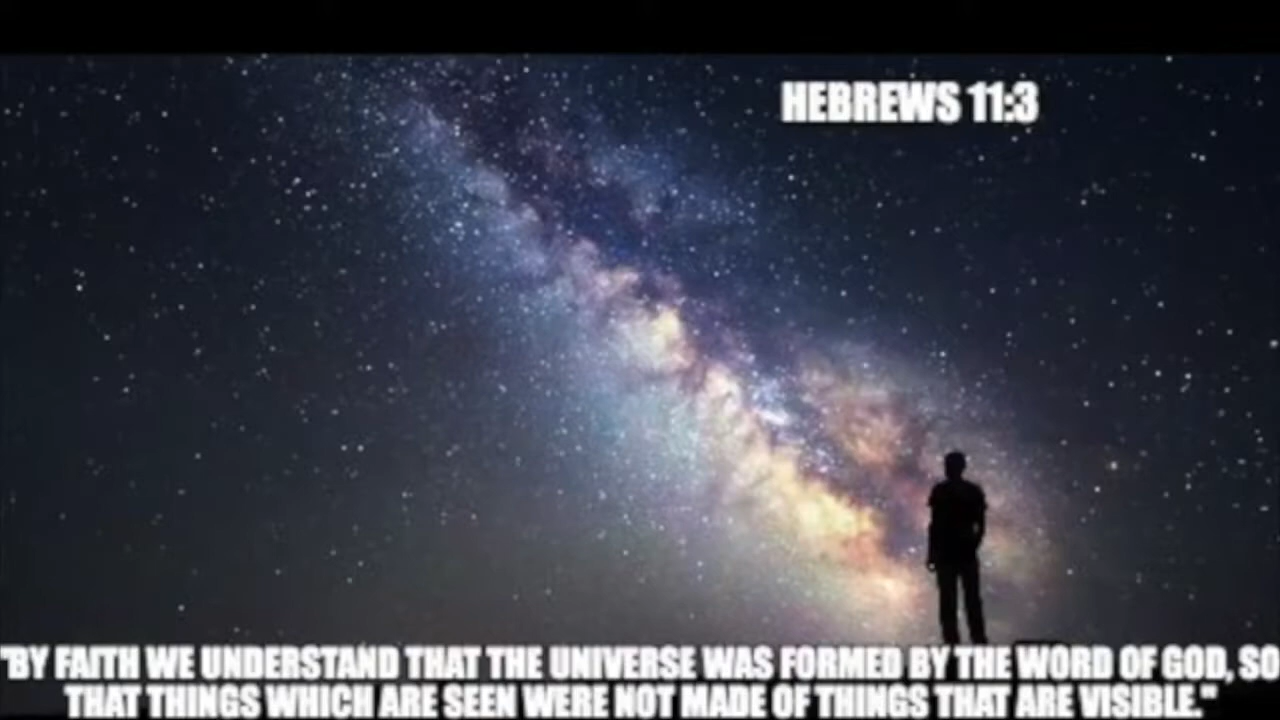 HEBREWS 11:3
"BY FAITH WE UNDERSTAND THAT THE UNIVERSE WAS FORMED BY THE WORD OF GOD, SO
THAT THINGS WHICH ARE SEEN WERE NOT MADE OF THINGS THAT ARE VISIBLE."